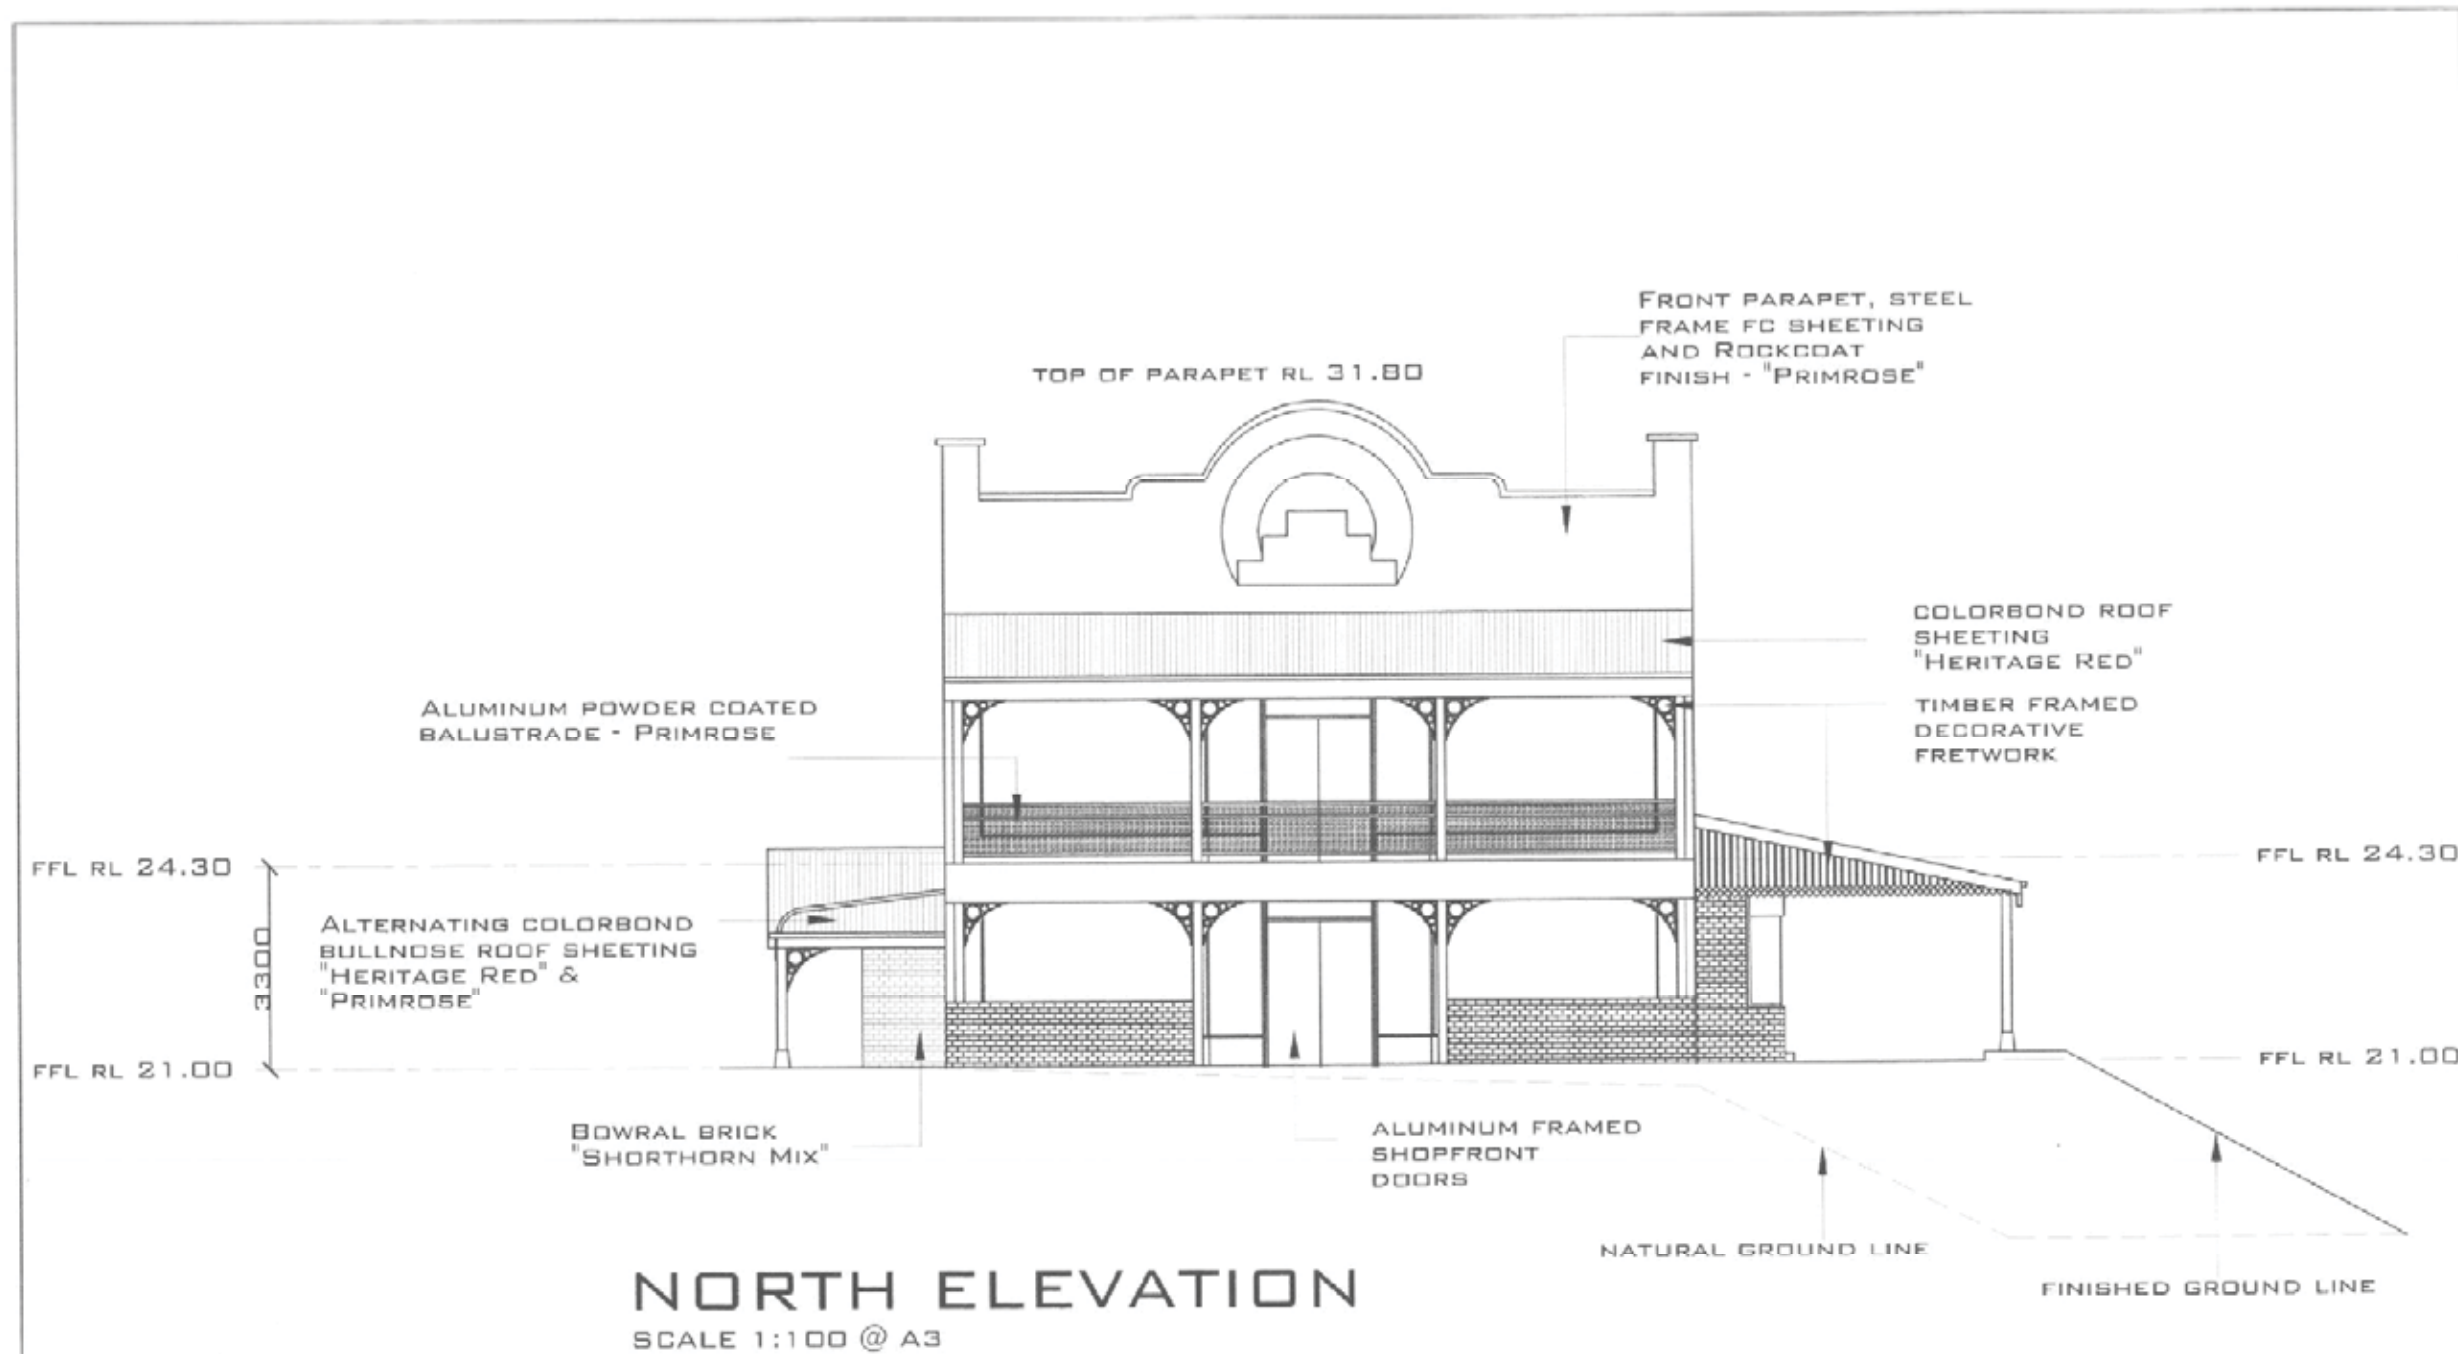 FRONT PARAPET, STEEL
FRAME FC SHEETING
AND ROCKCOAT
FINISH - "PRIMROSE"
TOP OF PARAPET RL 31.80
COLORBOND ROOF
SHEETING
"HERITAGE RED"
TIMBER FRAMED
DECORATIVE
FRETWORK
ALUMINUM POWDER COATED
BALUSTRADE - PRIMROSE
FFL RL 24.30
FFL RL 24.30
ALTERNATING COLORBOND
BULLNOSE ROOF SHEETING
"HERITAGE RED" &
"PRIMROSE"
3300
FFL RL 21.00
FFL RL 21.00
BOWRAL BRICK
"SHORTHORN MIX"
ALUMINUM FRAMED
SHOPFRONT
DOORS
NATURAL GROUND LINE
FINISHED GROUND LINE
NORTH ELEVATION
SCALE 1:100 @ A3